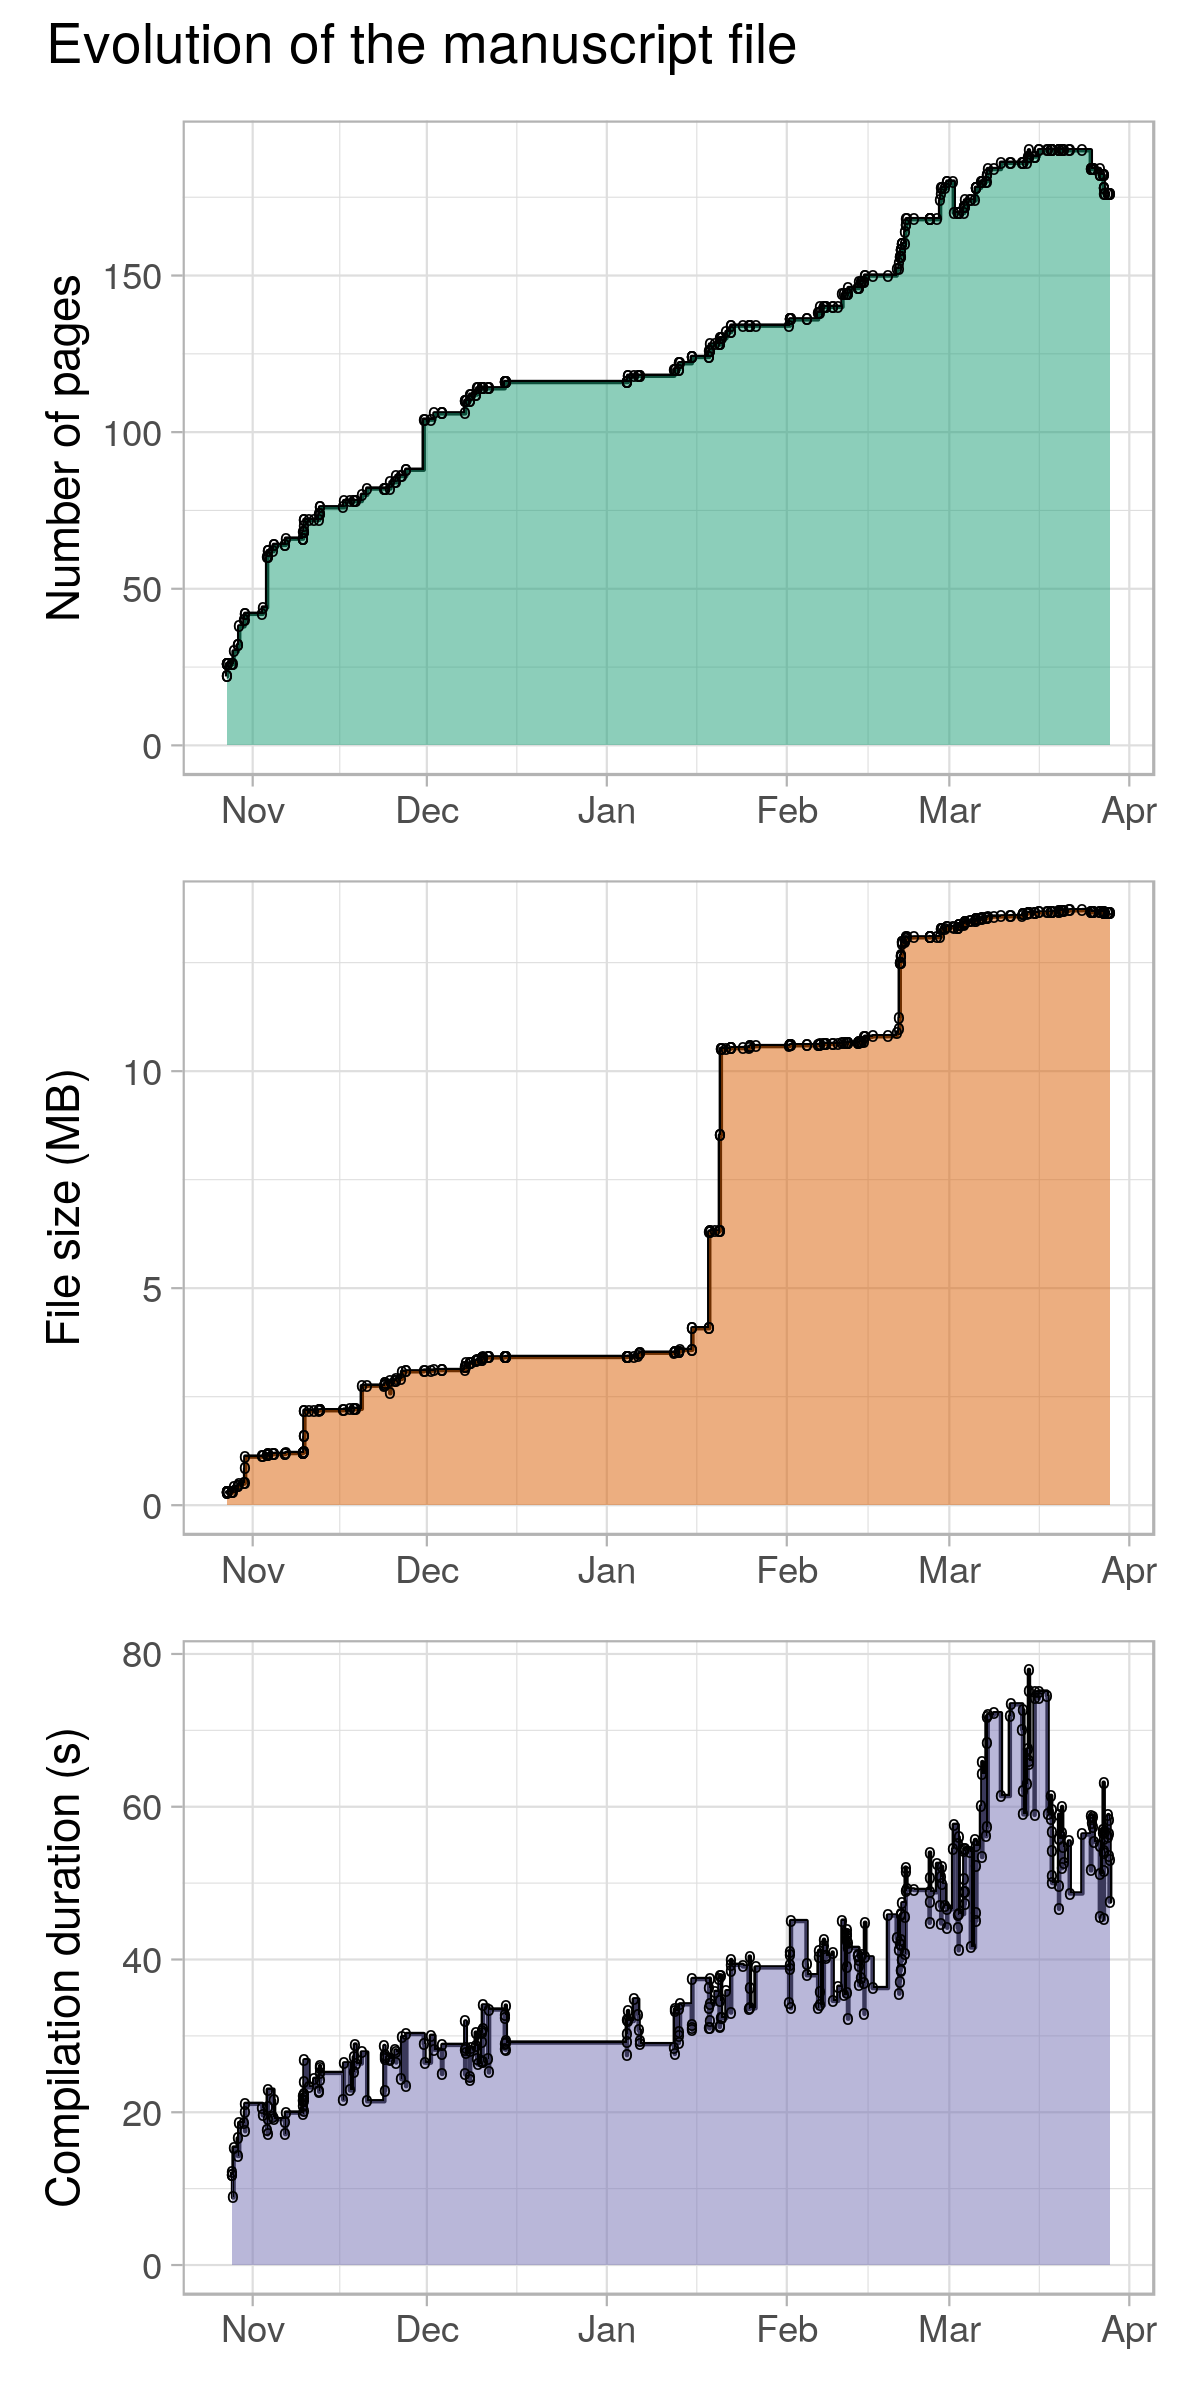 Evolution of the manuscript file
Number of pages
150
100
50
0
Nov Dec Jan Feb Mar Apr
File size (MB)
10
5
0
Nov Dec Jan Feb Mar Apr
Compilation duration (s)
80
60
40
20
0
Nov Dec Jan Feb Mar Apr